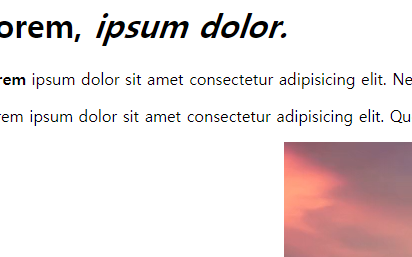 orem, ipsum dolor.
rem ipsum dolor sit amet consectetur adipisicing elit. Ne
rem ipsum dolor sit amet consectetur adipisicing elit. Qu